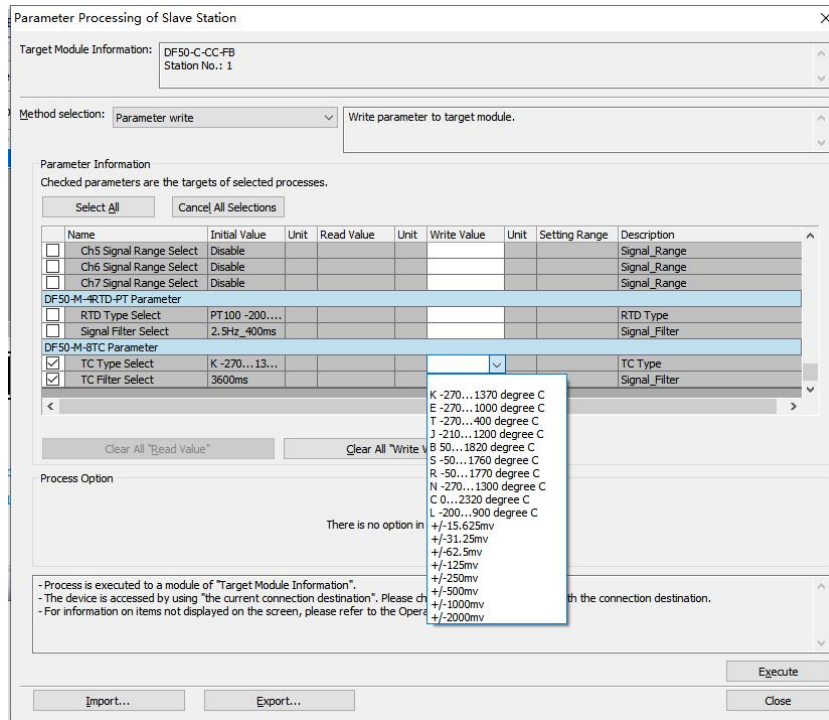 Parameter Processing of Slave Station
Target Module Information: DF50-C-CC-FB
Station No.: 1
Method selection: Parameter write Write parameter to target module.
Parameter Information
Checked parameters are the targets of selected processes.
Select All Cancel All Selections
Name Initial Value Unit Read Value Unit Write Value Unit Setting Range Description
Ch5 Signal Range Select Disable Signal_Range
Ch6 Signal Range Select Disable Signal_Range
Ch7 Signal Range Select Disable Signal_Range
DF50-M-4RTD-PT Parameter
RTD Type Select PT100 -200.... RTD Type
Signal Filter Select 2.5Hz_400ms Signal_Filter
DF50-M-8TC Parameter
TC Type Select K -270...13... TC Type
TC Filter Select 3600ms Signal_Filter
K -270...1370 degree C
E -270...1000 degree C
T -270...400 degree C
J -210...1200 degree C
B 50...1820 degree C
S -50...1760 degree C
R -50...1770 degree C
N -270...1300 degree C
C 0...2320 degree C
L -200...900 degree C
+/-15.625mv
+/-31.25mv
+/-62.5mv
+/-125mv
+/-250mv
+/-500mv
+/-1000mv
+/-2000mv
Clear All "Read Value" Clear All "Write V
Process Option
There is no option in
- Process is executed to a module of "Target Module Information".
- The device is accessed by using "the current connection destination". Please ch th the connection destination.
- For information on items not displayed on the screen, please refer to the Opera
Execute
Import... Export... Close